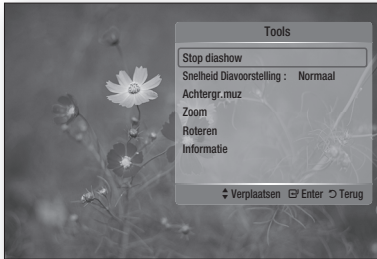 Tools
Stop diashow
Snelheid Diavoorstelling : Normaal
Achtergr.muz
Zoom
Roteren
Informatie
Verplaatsen Enter Terug